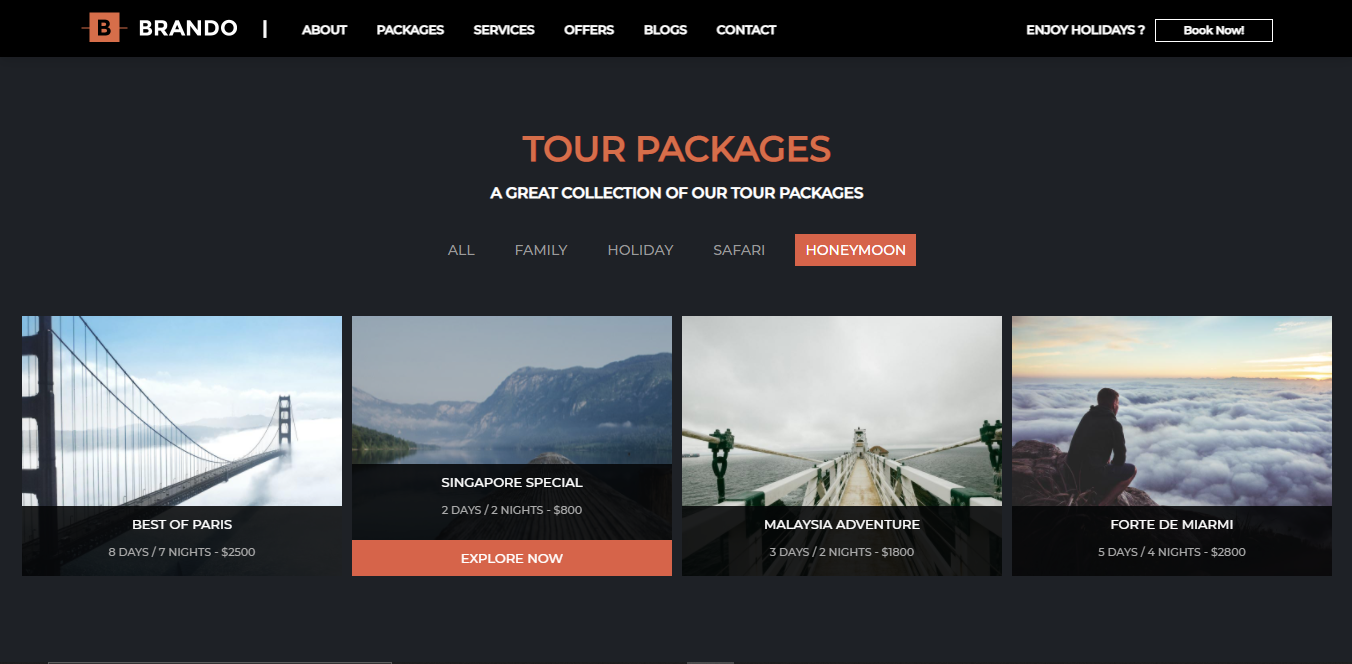 B BRANDO | ABOUT PACKAGES SERVICES OFFERS BLOGS CONTACT ENJOY HOLIDAYS ? Book Now!
TOUR PACKAGES
A GREAT COLLECTION OF OUR TOUR PACKAGES
ALL FAMILY HOLIDAY SAFARI HONEYMOON
BEST OF PARIS
8 DAYS / 7 NIGHTS - $2500
SINGAPORE SPECIAL
2 DAYS / 2 NIGHTS - $800
EXPLORE NOW
MALAYSIA ADVENTURE
3 DAYS / 2 NIGHTS - $1800
FORTE DE MIARMI
5 DAYS / 4 NIGHTS - $2800